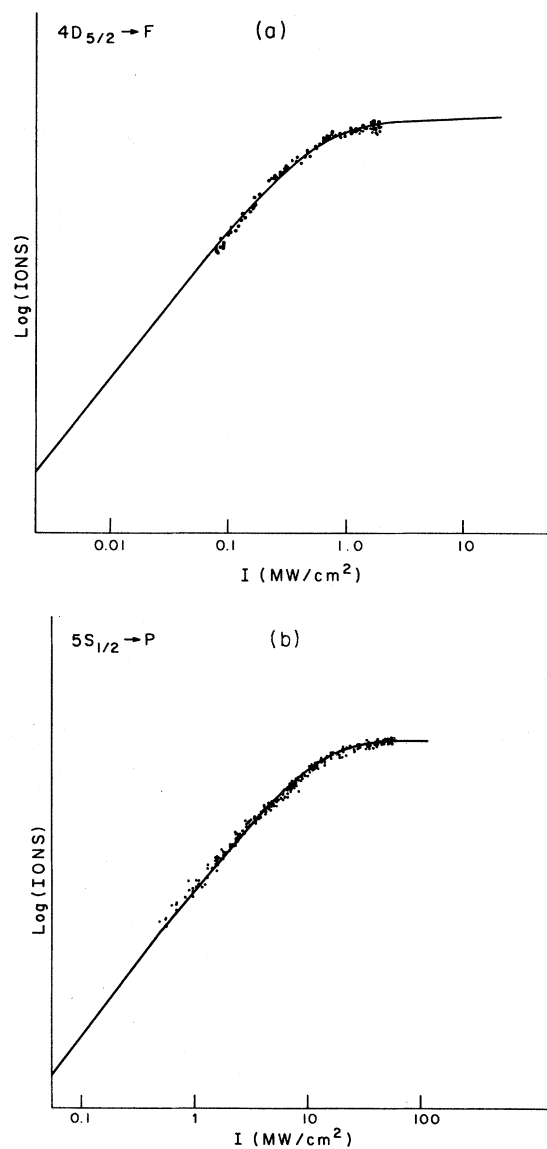 4D5/2 → F (a)
Log(IONS)
0.01 0.1 1.0 10
I (MW/cm²)
5S1/2 → P (b)
Log(IONS)
0.1 1 10 100
I (MW/cm²)